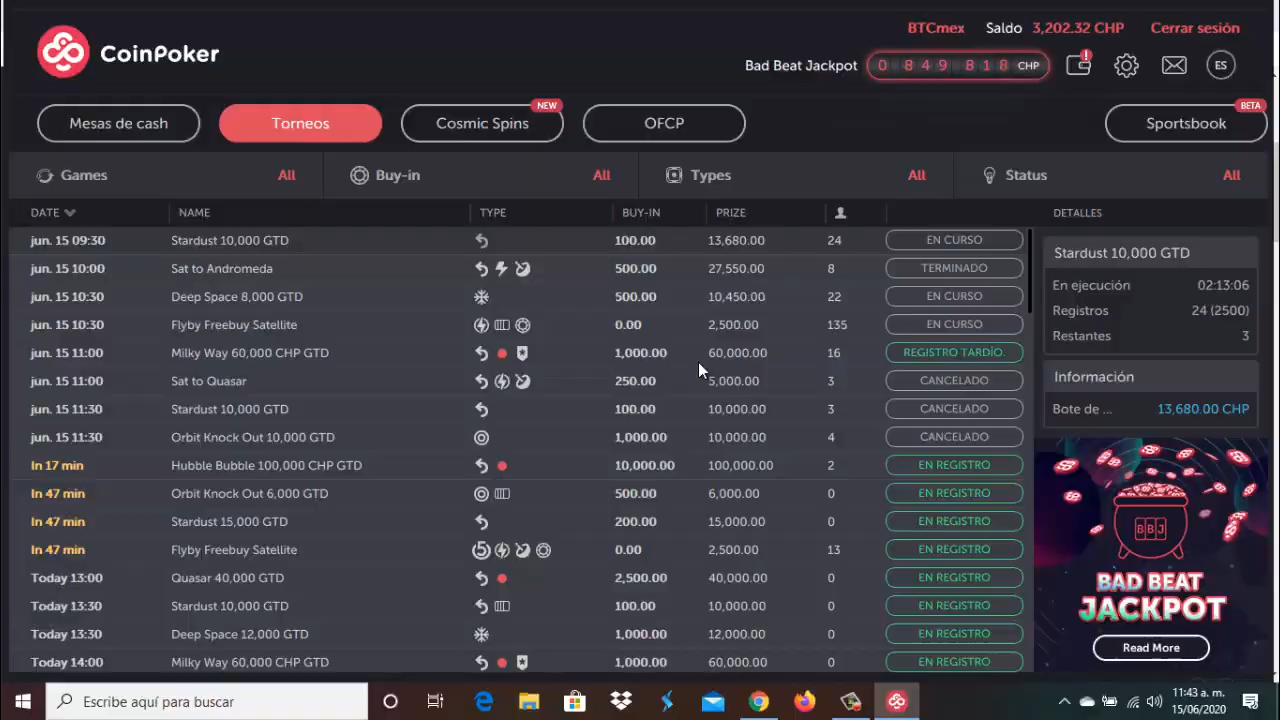 BTCmex Saldo 3,202.32 CHP Cerrar sesión
CoinPoker
Bad Beat Jackpot 0 849 818 CHP ! ES
Mesas de cash Torneos Cosmic Spins NEW OFCP Sportsbook BETA
Games All Buy-in All Types All Status All
DATE NAME TYPE BUY-IN PRIZE DETALLES
jun. 15 09:30 Stardust 10,000 GTD 100.00 13,680.00 24 EN CURSO
jun. 15 10:00 Sat to Andromeda 500.00 27,550.00 8 TERMINADO
jun. 15 10:30 Deep Space 8,000 GTD 500.00 10,450.00 22 EN CURSO
jun. 15 10:30 Flyby Freebuy Satellite 0.00 2,500.00 135 EN CURSO
jun. 15 11:00 Milky Way 60,000 CHP GTD 1,000.00 60,000.00 16 REGISTRO TARDÍO.
jun. 15 11:00 Sat to Quasar 250.00 5,000.00 3 CANCELADO
jun. 15 11:30 Stardust 10,000 GTD 100.00 10,000.00 3 CANCELADO
jun. 15 11:30 Orbit Knock Out 10,000 GTD 1,000.00 10,000.00 4 CANCELADO
In 17 min Hubble Bubble 100,000 CHP GTD 10,000.00 100,000.00 2 EN REGISTRO
In 47 min Orbit Knock Out 6,000 GTD 500.00 6,000.00 0 EN REGISTRO
In 47 min Stardust 15,000 GTD 200.00 15,000.00 0 EN REGISTRO
In 47 min Flyby Freebuy Satellite 5 0.00 2,500.00 13 EN REGISTRO
Today 13:00 Quasar 40,000 GTD 2,500.00 40,000.00 0 EN REGISTRO
Today 13:30 Stardust 10,000 GTD 100.00 10,000.00 0 EN REGISTRO
Today 13:30 Deep Space 12,000 GTD 1,000.00 12,000.00 0 EN REGISTRO
Today 14:00 Milky Way 60,000 CHP GTD 1,000.00 60,000.00 0 EN REGISTRO
Stardust 10,000 GTD
En ejecución 02:13:06
Registros 24 (2500)
Restantes 3
Información
Bote de ... 13,680.00 CHP
BBJ
BAD BEAT
JACKPOT
Read More
Escribe aquí para buscar
11:43 a. m.
15/06/2020